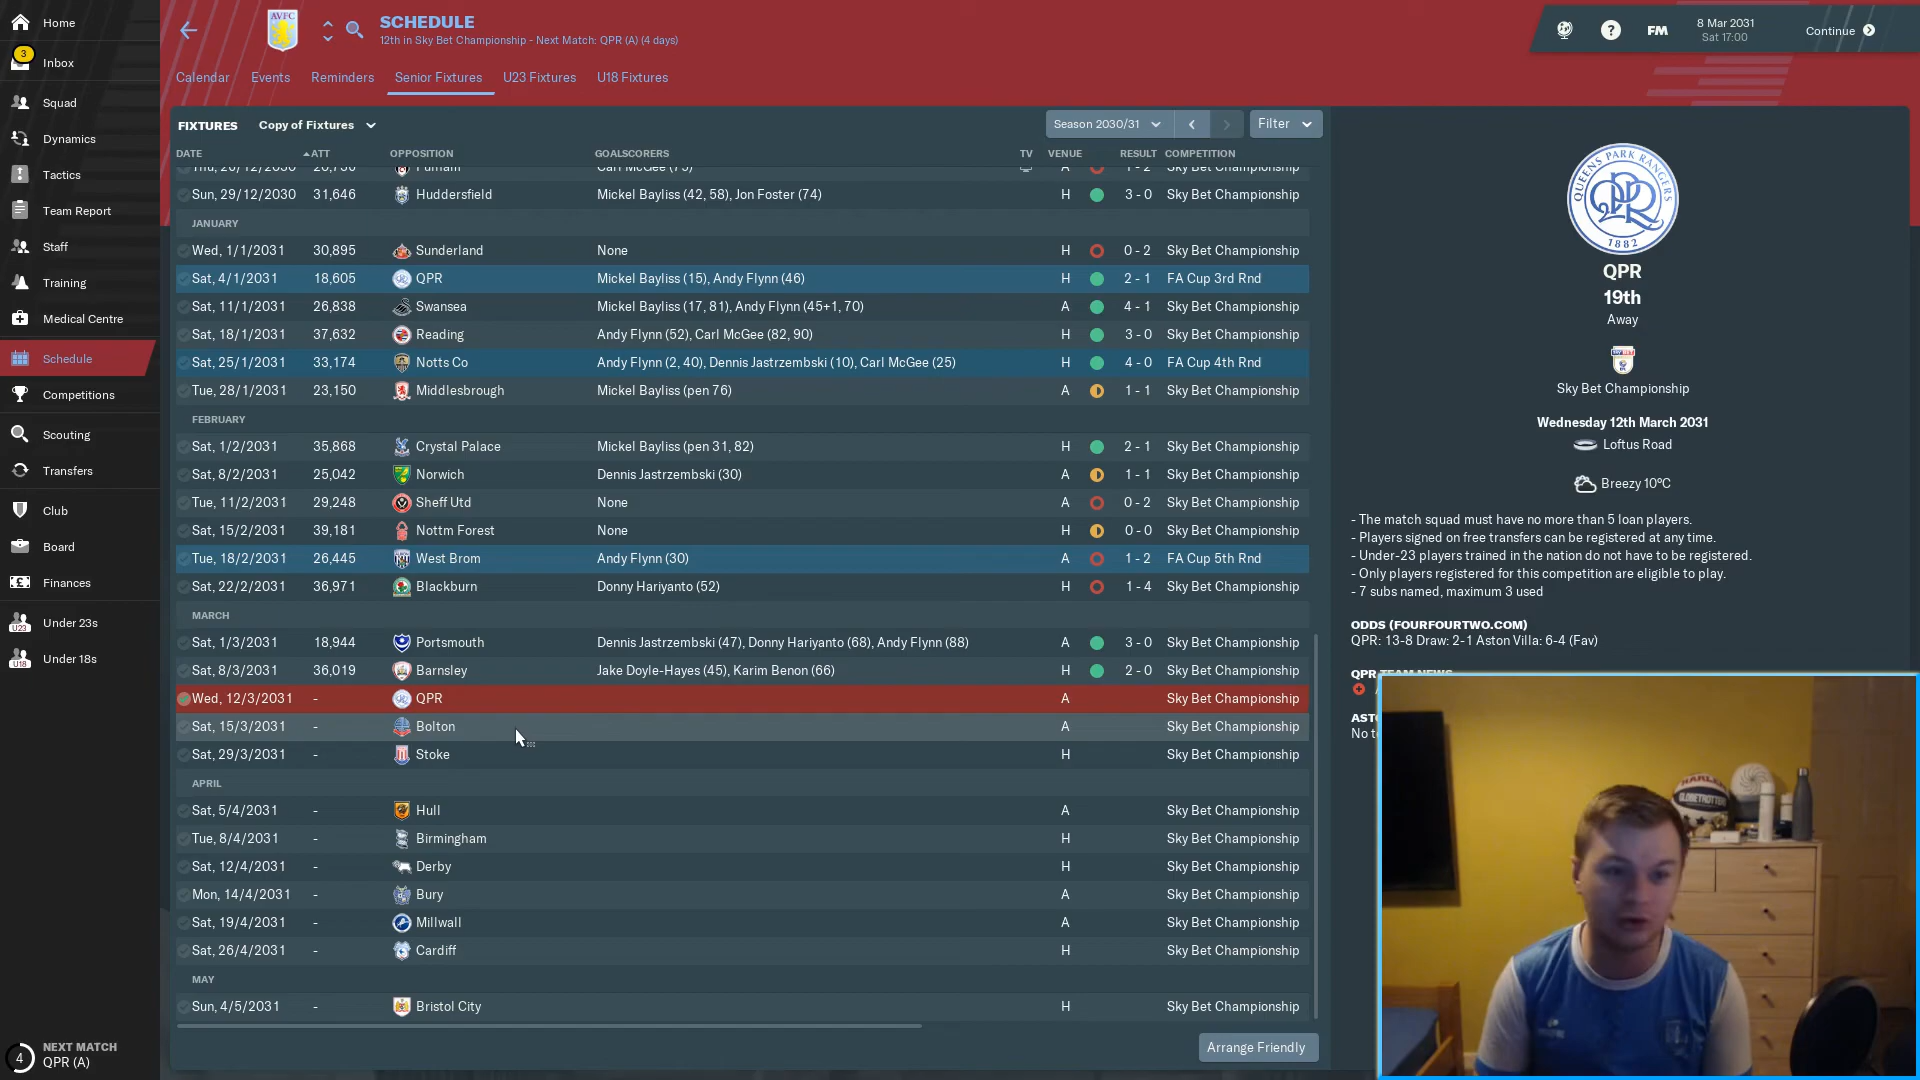 Home
AVFC
SCHEDULE
12th in Sky Bet Championship - Next Match: QPR (A) (4 days)
FM
8 Mar 2031
Sat 17:00
Continue
3
Inbox
Calendar Events Reminders Senior Fixtures U23 Fixtures U18 Fixtures
Squad
Dynamics
Tactics
Team Report
Staff
Training
Medical Centre
Schedule
Competitions
Scouting
Transfers
Club
Board
Finances
U23 Under 23s
U18 Under 18s
4
NEXT MATCH
QPR (A)
FIXTURES Copy of Fixtures Season 2030/31 Filter
DATE ATT OPPOSITION GOALSCORERS TV VENUE RESULT COMPETITION
Sun, 29/12/2030 31,646 Huddersfield Mickel Bayliss (42, 58), Jon Foster (74) H 3 - 0 Sky Bet Championship
JANUARY
Wed, 1/1/2031 30,895 Sunderland None H 0 - 2 Sky Bet Championship
Sat, 4/1/2031 18,605 QPR Mickel Bayliss (15), Andy Flynn (46) H 2 - 1 FA Cup 3rd Rnd
Sat, 11/1/2031 26,838 Swansea Mickel Bayliss (17, 81), Andy Flynn (45+1, 70) A 4 - 1 Sky Bet Championship
Sat, 18/1/2031 37,632 Reading Andy Flynn (52), Carl McGee (82, 90) H 3 - 0 Sky Bet Championship
Sat, 25/1/2031 33,174 Notts Co Andy Flynn (2, 40), Dennis Jastrzembski (10), Carl McGee (25) H 4 - 0 FA Cup 4th Rnd
Tue, 28/1/2031 23,150 Middlesbrough Mickel Bayliss (pen 76) A 1 - 1 Sky Bet Championship
FEBRUARY
Sat, 1/2/2031 35,868 Crystal Palace Mickel Bayliss (pen 31, 82) H 2 - 1 Sky Bet Championship
Sat, 8/2/2031 25,042 Norwich Dennis Jastrzembski (30) A 1 - 1 Sky Bet Championship
Tue, 11/2/2031 29,248 Sheff Utd None A 0 - 2 Sky Bet Championship
Sat, 15/2/2031 39,181 Nottm Forest None H 0 - 0 Sky Bet Championship
Tue, 18/2/2031 26,445 West Brom Andy Flynn (30) A 1 - 2 FA Cup 5th Rnd
Sat, 22/2/2031 36,971 Blackburn Donny Hariyanto (52) H 1 - 4 Sky Bet Championship
MARCH
Sat, 1/3/2031 18,944 Portsmouth Dennis Jastrzembski (47), Donny Hariyanto (68), Andy Flynn (88) A 3 - 0 Sky Bet Championship
Sat, 8/3/2031 36,019 Barnsley Jake Doyle-Hayes (45), Karim Benon (66) H 2 - 0 Sky Bet Championship
Wed, 12/3/2031 - QPR A Sky Bet Championship
Sat, 15/3/2031 - Bolton A Sky Bet Championship
Sat, 29/3/2031 - Stoke H Sky Bet Championship
APRIL
Sat, 5/4/2031 - Hull A Sky Bet Championship
Tue, 8/4/2031 - Birmingham H Sky Bet Championship
Sat, 12/4/2031 - Derby H Sky Bet Championship
Mon, 14/4/2031 - Bury A Sky Bet Championship
Sat, 19/4/2031 - Millwall A Sky Bet Championship
Sat, 26/4/2031 - Cardiff H Sky Bet Championship
MAY
Sun, 4/5/2031 - Bristol City H Sky Bet Championship
Arrange Friendly
QUEENS PARK RANGERS
1882
QPR
19th
Away
Sky Bet Championship
Wednesday 12th March 2031
Loftus Road
Breezy 10ºC
- The match squad must have no more than 5 loan players.
- Players signed on free transfers can be registered at any time.
- Under-23 players trained in the nation do not have to be registered.
- Only players registered for this competition are eligible to play.
- 7 subs named, maximum 3 used
ODDS (FOURFOURTWO.COM)
QPR: 13-8 Draw: 2-1 Aston Villa: 6-4 (Fav)
QPR TEAM NEWS
HARLEM
GLOBETROTTERS